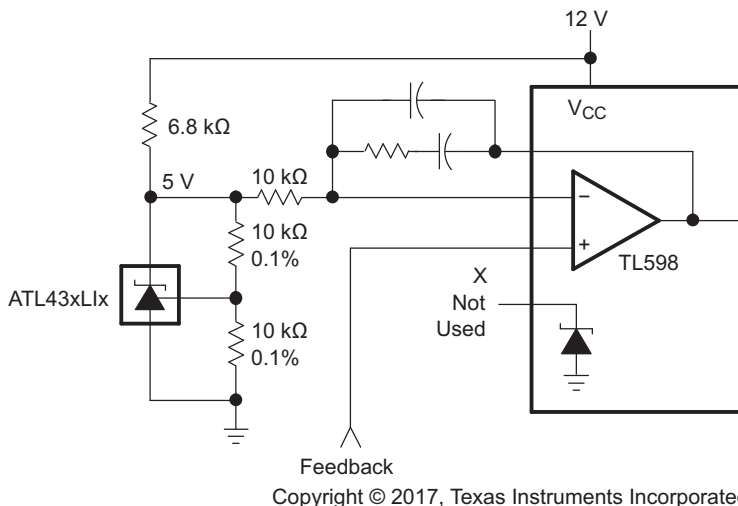 12 V
V_CC
6.8 kΩ
5 V
10 kΩ
10 kΩ
0.1%
ATL43xLIx
10 kΩ
0.1%
−
+
TL598
X
Not
Used
Feedback
Copyright © 2017, Texas Instruments Incorporated